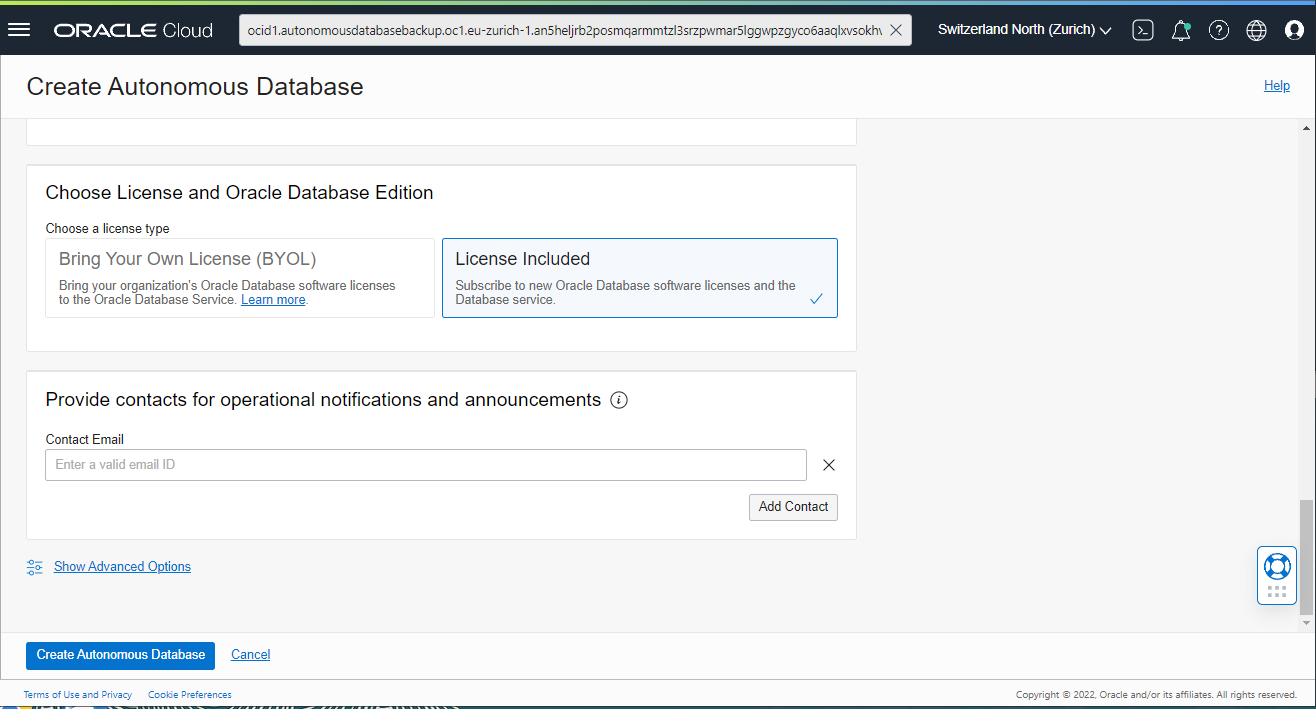 ORACLE Cloud
ocid1.autonomousdatabasebackup.oc1.eu-zurich-1.an5heljrb2posmqarmmtzl3srzpwmar5lggwpzgyco6aaqlxvsokhv
Switzerland North (Zurich)
Create Autonomous Database
Help
Choose License and Oracle Database Edition
Choose a license type
Bring Your Own License (BYOL)
Bring your organization's Oracle Database software licenses
to the Oracle Database Service. Learn more.
License Included
Subscribe to new Oracle Database software licenses and the
Database service.
Provide contacts for operational notifications and announcements
Contact Email
Enter a valid email ID
Add Contact
Show Advanced Options
Create Autonomous Database
Cancel
Terms of Use and Privacy
Cookie Preferences
Copyright © 2022, Oracle and/or its affiliates. All rights reserved.